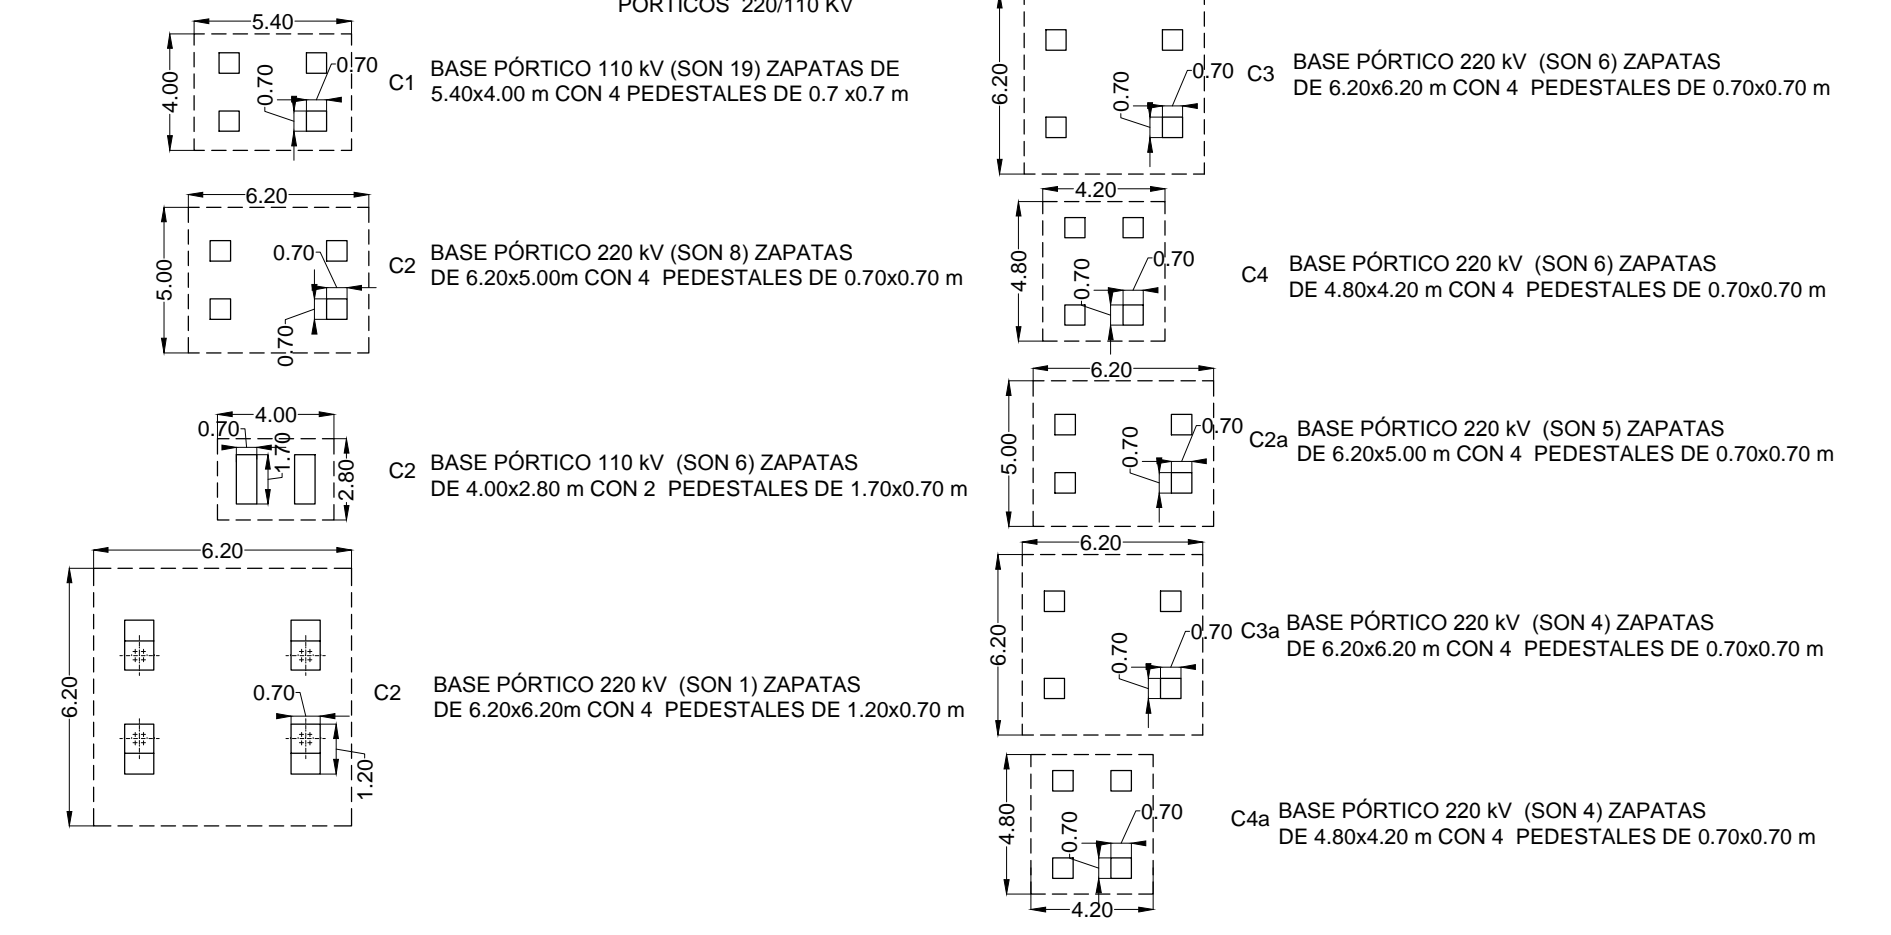 PÓRTICOS 220/110 KV
5.40
4.00
0.70
0.70
C1
BASE PÓRTICO 110 kV (SON 19) ZAPATAS DE
5.40x4.00 m CON 4 PEDESTALES DE 0.7 x0.7 m
6.20
5.00
0.70
0.70
C2
BASE PÓRTICO 220 kV (SON 8) ZAPATAS
DE 6.20x5.00m CON 4 PEDESTALES DE 0.70x0.70 m
4.00
0.70
1.70
2.80
C2
BASE PÓRTICO 110 kV (SON 6) ZAPATAS
DE 4.00x2.80 m CON 2 PEDESTALES DE 1.70x0.70 m
6.20
6.20
0.70
1.20
C2
BASE PÓRTICO 220 kV (SON 1) ZAPATAS
DE 6.20x6.20m CON 4 PEDESTALES DE 1.20x0.70 m
6.20
0.70
0.70
C3
BASE PÓRTICO 220 kV (SON 6) ZAPATAS
DE 6.20x6.20 m CON 4 PEDESTALES DE 0.70x0.70 m
4.20
4.80
0.70
0.70
C4
BASE PÓRTICO 220 kV (SON 6) ZAPATAS
DE 4.80x4.20 m CON 4 PEDESTALES DE 0.70x0.70 m
6.20
5.00
0.70
0.70
C2a
BASE PÓRTICO 220 kV (SON 5) ZAPATAS
DE 6.20x5.00 m CON 4 PEDESTALES DE 0.70x0.70 m
6.20
6.20
0.70
0.70
C3a
BASE PÓRTICO 220 kV (SON 4) ZAPATAS
DE 6.20x6.20 m CON 4 PEDESTALES DE 0.70x0.70 m
4.80
0.70
0.70
4.20
C4a
BASE PÓRTICO 220 kV (SON 4) ZAPATAS
DE 4.80x4.20 m CON 4 PEDESTALES DE 0.70x0.70 m